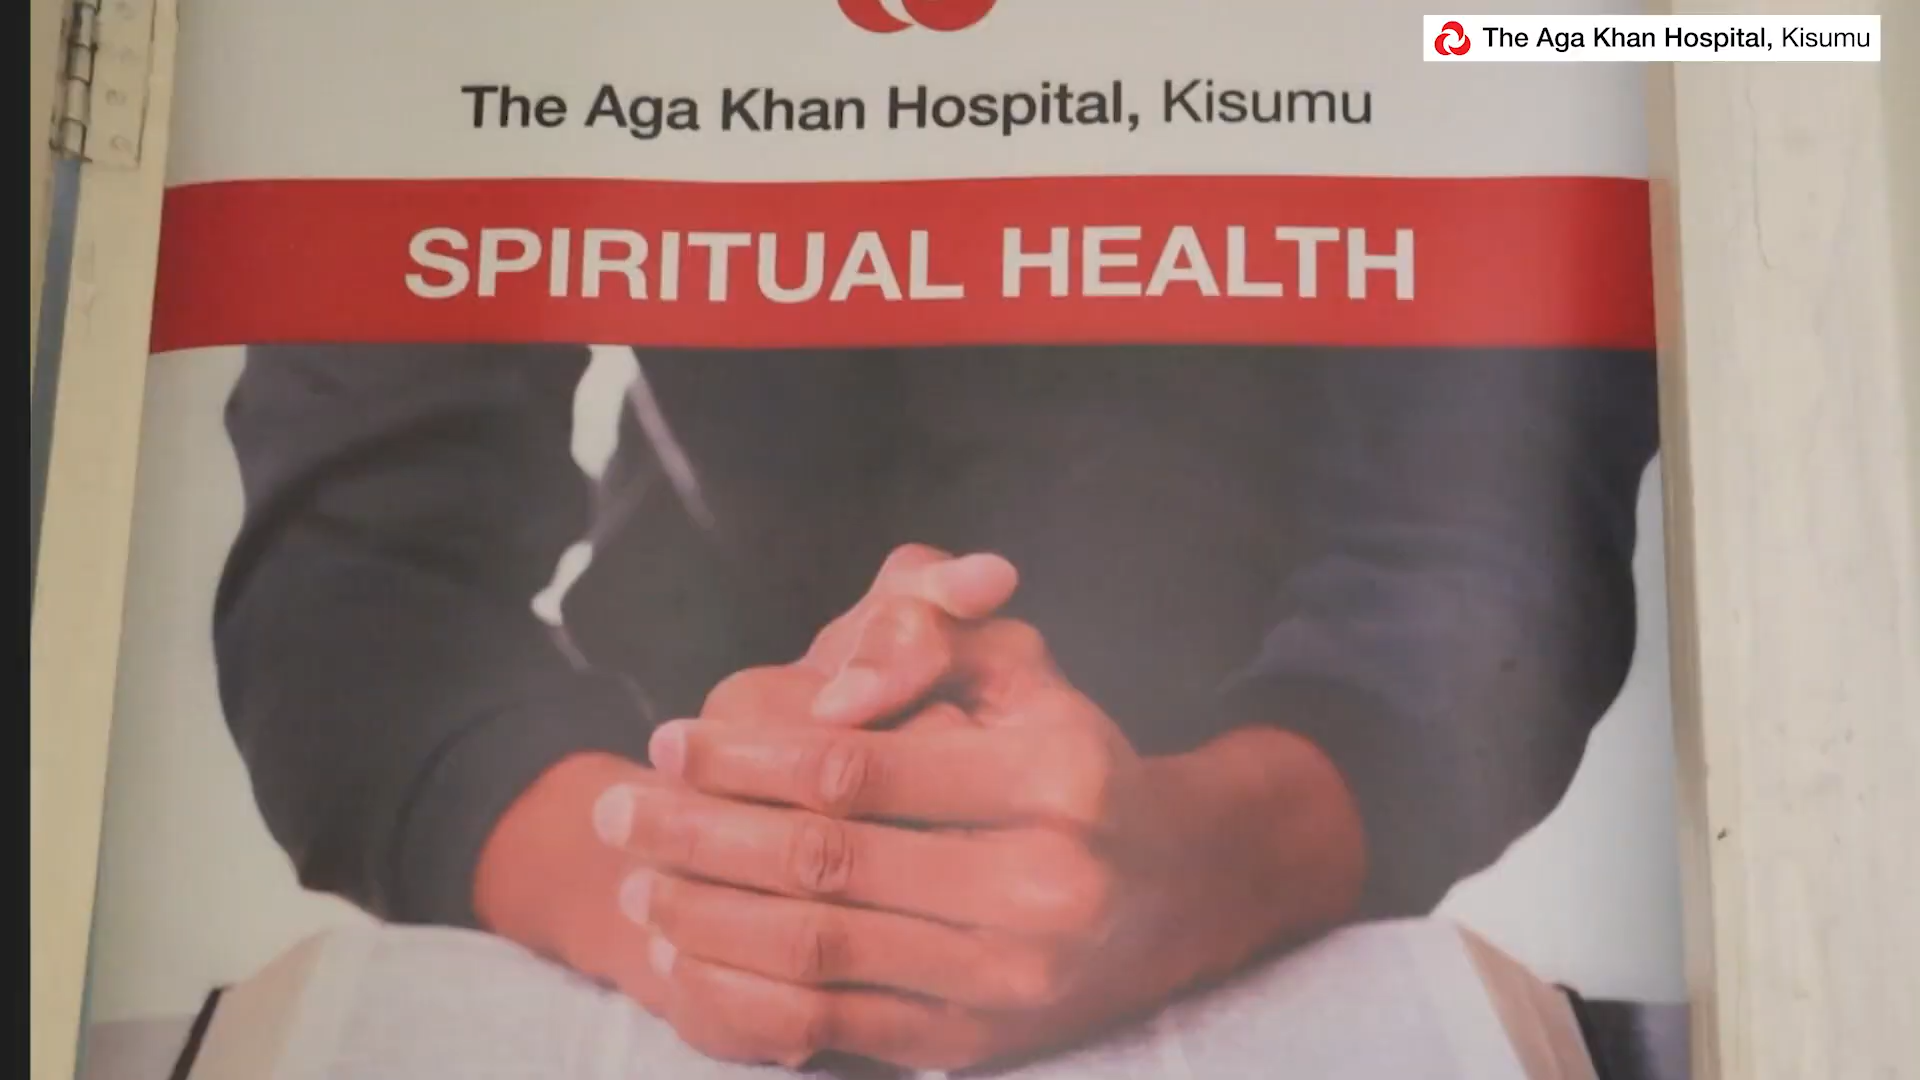 The Aga Khan Hospital, Kisumu
The Aga Khan Hospital, Kisumu
SPIRITUAL HEALTH